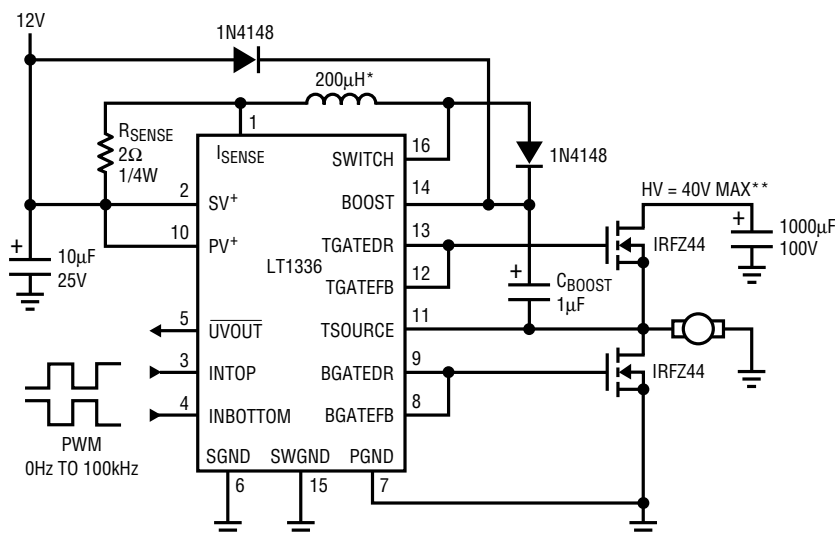 12V
1N4148
200µH*
1
RSENSE
2Ω
1/4W
ISENSE
SWITCH
16
1N4148
2
SV+
BOOST
14
HV = 40V MAX**
10
PV+
TGATEDR
13
+
1000µF
100V
IRFZ44
+
10µF
25V
LT1336
TGATEFB
12
+
CBOOST
1µF
5
UVOUT
TSOURCE
11
3
INTOP
BGATEDR
9
IRFZ44
4
INBOTTOM
BGATEFB
8
PWM
0Hz TO 100kHz
SGND
SWGND
PGND
6
15
7